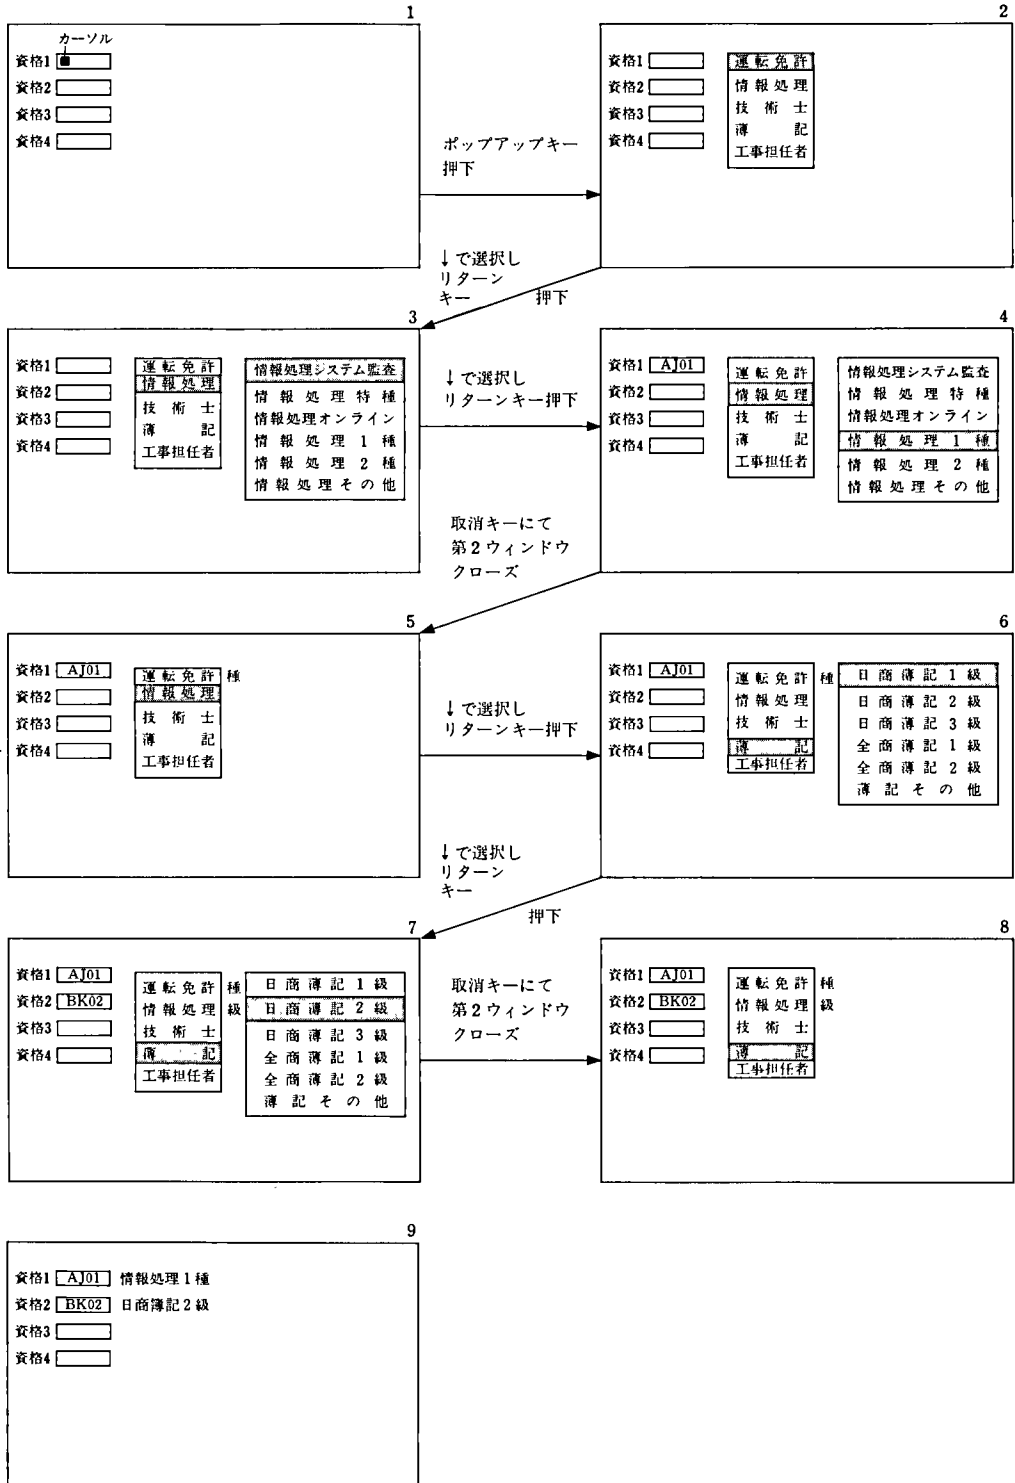 1
カーソル
資格1
資格2
資格3
資格4
ポップアップキー
押下
2
資格1
資格2
資格3
資格4
運転免許
情報処理
技術士
簿記
工事担任者
↓で選択し
リターン
キー 押下
3
資格1
資格2
資格3
資格4
運転免許
情報処理
技術士
簿記
工事担任者
情報処理システム監査
情報処理特種
情報処理オンライン
情報処理1種
情報処理2種
情報処理その他
↓で選択し
リターンキー押下
4
資格1 AJ01
資格2
資格3
資格4
運転免許
情報処理
技術士
簿記
工事担任者
情報処理システム監査
情報処理特種
情報処理オンライン
情報処理1種
情報処理2種
情報処理その他
取消キーにて
第2ウィンドウ
クローズ
5
資格1 AJ01
資格2
資格3
資格4
運転免許 種
情報処理
技術士
簿記
工事担任者
↓で選択し
リターンキー押下
6
資格1 AJ01
資格2
資格3
資格4
運転免許 種
情報処理
技術士
簿記
工事担任者
日商簿記1級
日商簿記2級
日商簿記3級
全商簿記1級
全商簿記2級
簿記その他
↓で選択し
リターン
キー
押下
7
資格1 AJ01
資格2 BK02
資格3
資格4
運転免許 種
情報処理 級
技術士
簿記
工事担任者
日商簿記1級
日商簿記2級
日商簿記3級
全商簿記1級
全商簿記2級
簿記その他
取消キーにて
第2ウィンドウ
クローズ
8
資格1 AJ01
資格2 BK02
資格3
資格4
運転免許 種
情報処理 級
技術士
簿記
工事担任者
9
資格1 AJ01 情報処理1種
資格2 BK02 日商簿記2級
資格3
資格4